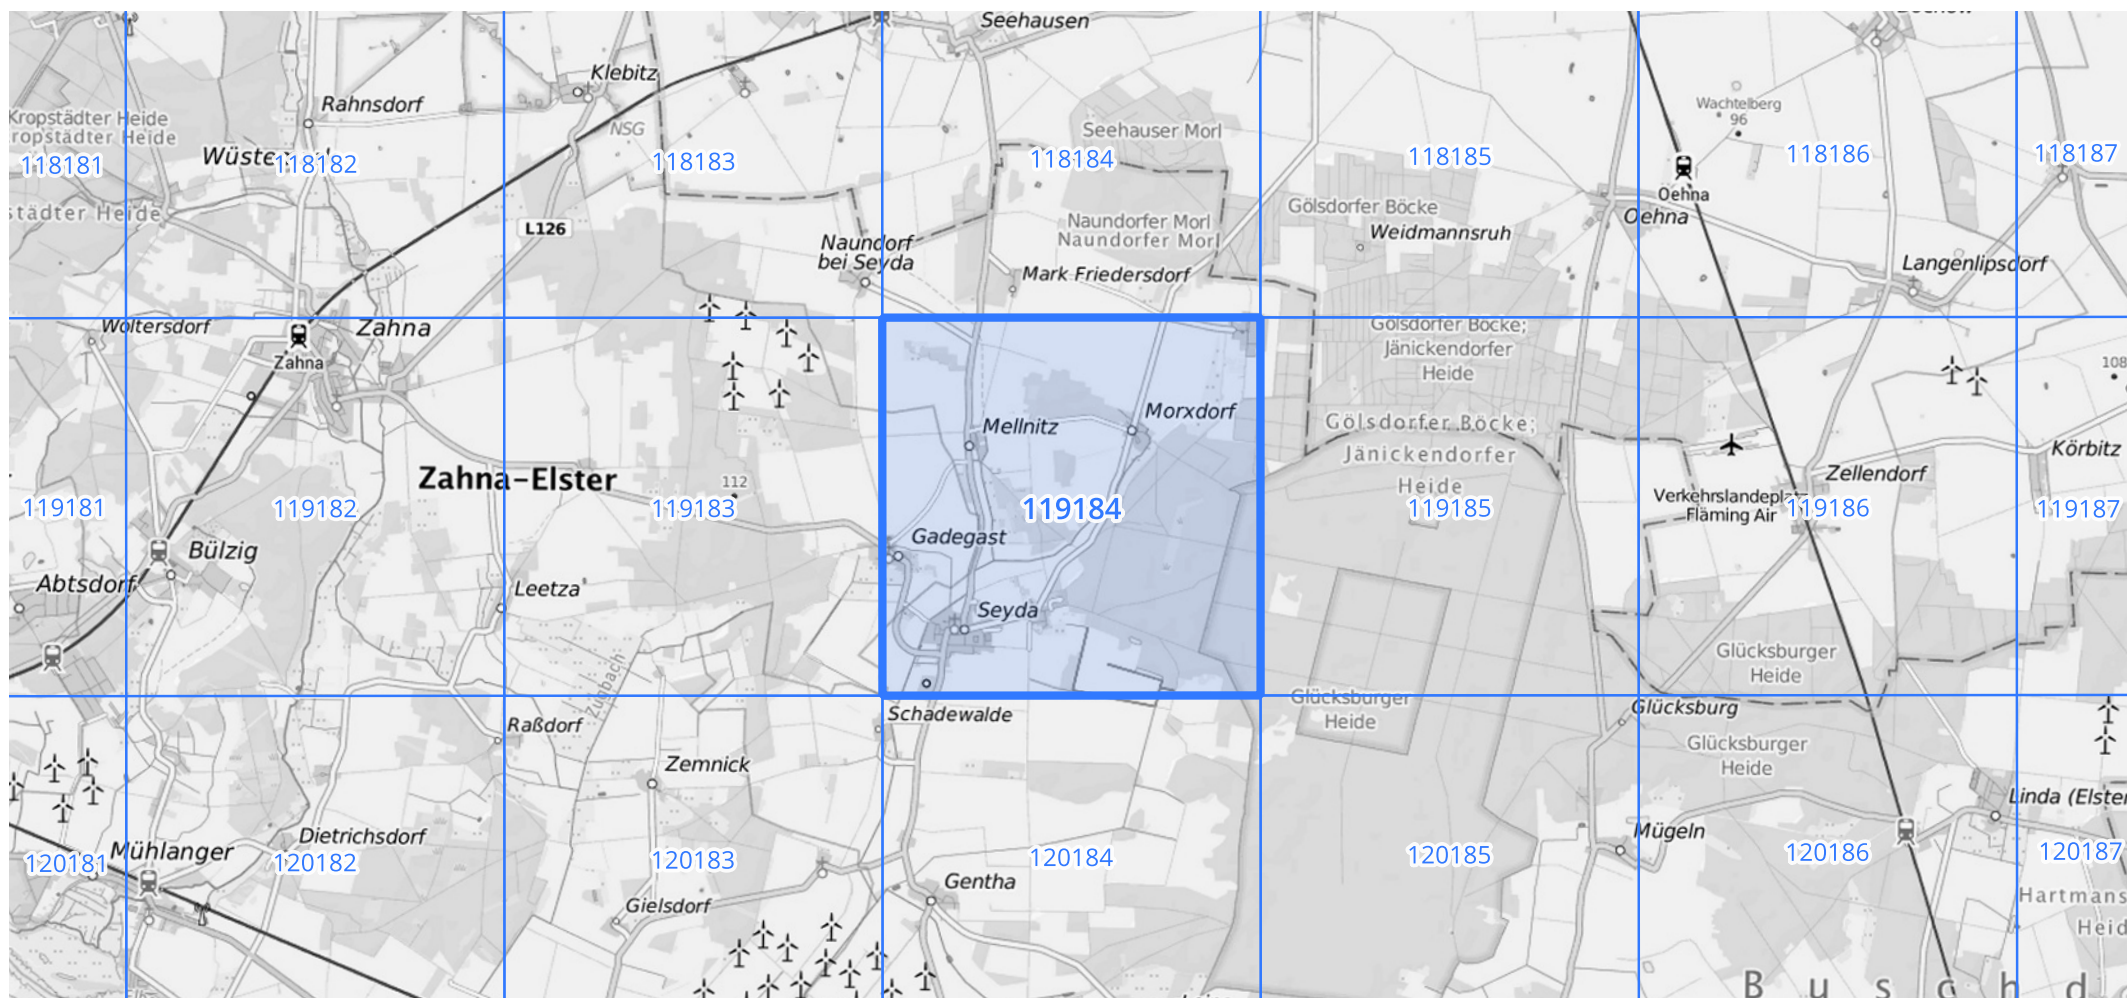 Seehausen
Klebitz
Rahnsdorf
Kropstädter Heide
ropstädter Heide
NSG
Seehauser Morl
Wachtelberg
96
118181
118182
118183
118184
118185
118186
118187
Oehna
städter Heide
L126
Naundorfer Morl
Naundorfer Morl
Gölsdorfer Böcke
Weidmannsruh
Oehna
Naundorf
bei Seyda
Mark Friedersdorf
Langenlipsdorf
Woltersdorf
Zahna
Zahna
Gölsdorfer Böcke;
Jänickendorfer
Heide
108
Mellnitz
Morxdorf
Gölsdorfer Böcke;
Jänickendorfer
Heide
Körbitz
Zellendorf
Zahna-Elster
112
Verkehrslandeplatz
Fläming Air
119181
119182
119183
119184
119185
119186
119187
Gadegast
Bülzig
Abtsdorf
Leetza
Seyda
Zugbach
Glücksburger
Heide
Glücksburger
Heide
Schadewalde
Glücksburg
Raßdorf
Zemnick
Glücksburger
Heide
Linda (Elster
Dietrichsdorf
Mühlanger
Mügeln
120181
120182
120183
120184
120185
120186
120187
Gentha
Gielsdorf
Hartmans
Heid
B u s c h d